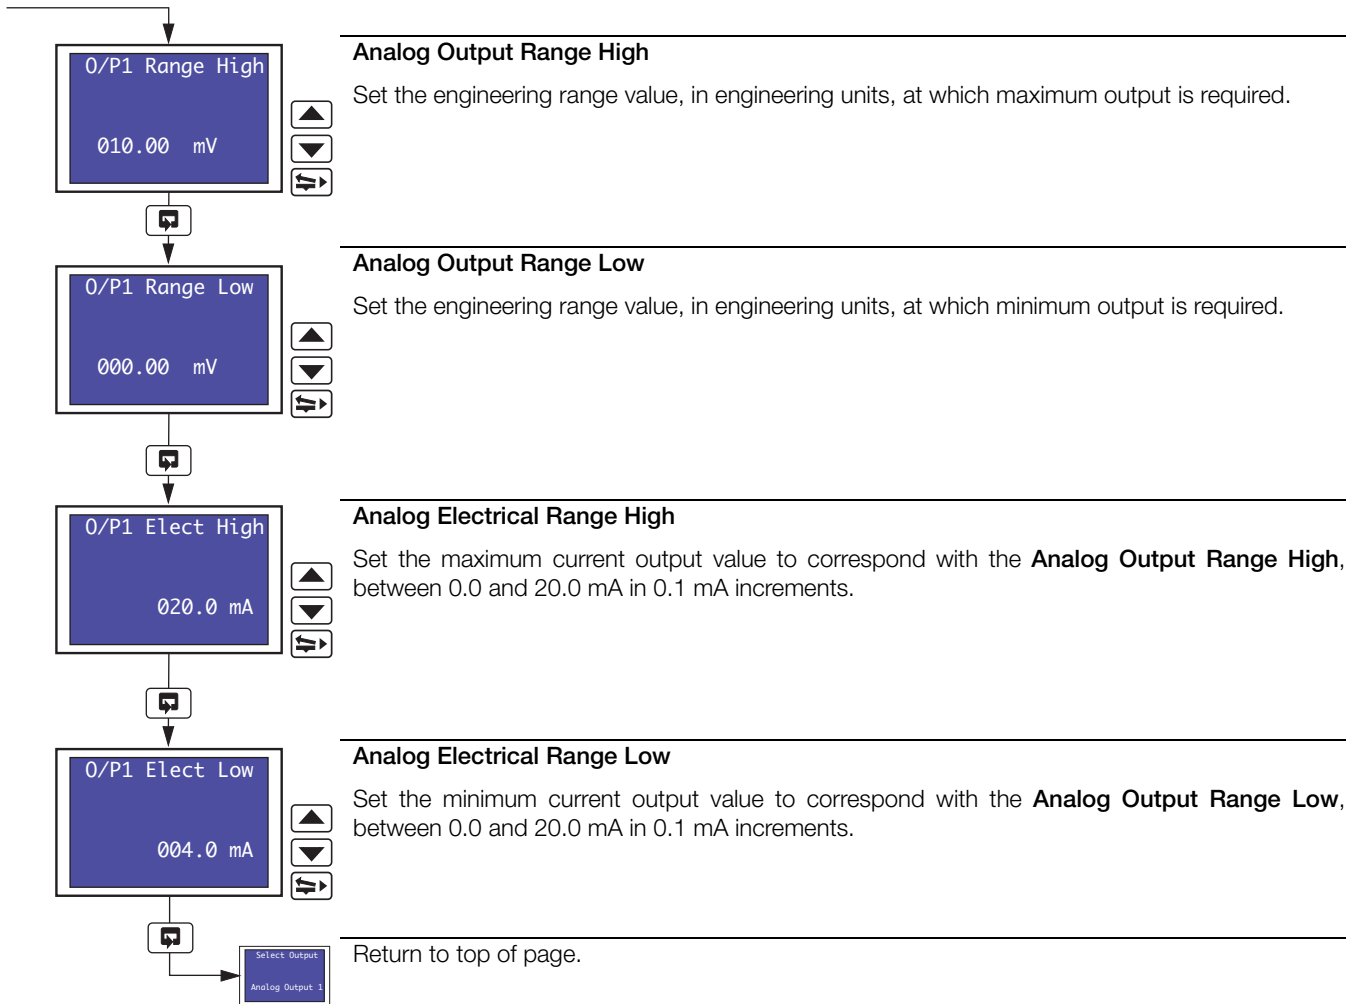 O/P1 Range High
010.00 mV
Analog Output Range High
Set the engineering range value, in engineering units, at which maximum output is required.
O/P1 Range Low
000.00 mV
Analog Output Range Low
Set the engineering range value, in engineering units, at which minimum output is required.
O/P1 Elect High
020.0 mA
Analog Electrical Range High
Set the maximum current output value to correspond with the Analog Output Range High,
between 0.0 and 20.0 mA in 0.1 mA increments.
O/P1 Elect Low
004.0 mA
Analog Electrical Range Low
Set the minimum current output value to correspond with the Analog Output Range Low,
between 0.0 and 20.0 mA in 0.1 mA increments.
Select Output
Analog Output 1
Return to top of page.